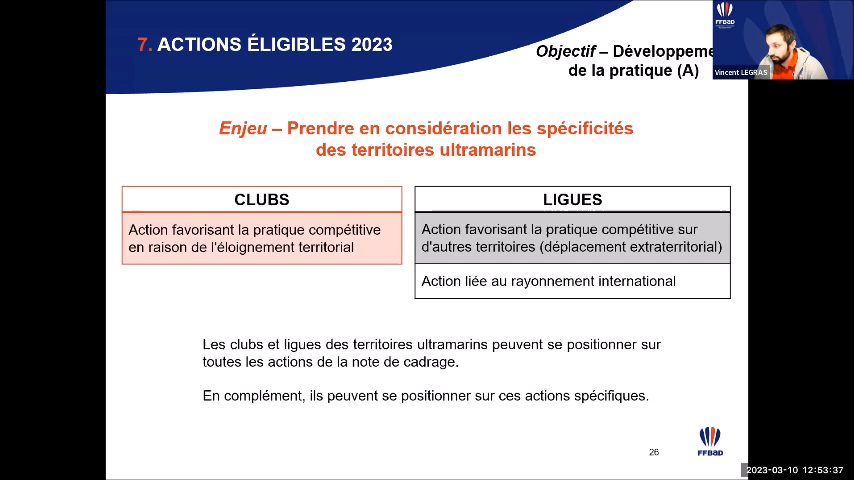 7. ACTIONS ÉLIGIBLES 2023
Objectif – Développeme
de la pratique (A)
FFBaD
Vincent LEGRAS
Enjeu – Prendre en considération les spécificités
des territoires ultramarins
CLUBS
Action favorisant la pratique compétitive
en raison de l'éloignement territorial
LIGUES
Action favorisant la pratique compétitive sur
d'autres territoires (déplacement extraterritorial)
Action liée au rayonnement international
Les clubs et ligues des territoires ultramarins peuvent se positionner sur
toutes les actions de la note de cadrage.
En complément, ils peuvent se positionner sur ces actions spécifiques.
26
FFBaD
2023-03-10 12:53:37